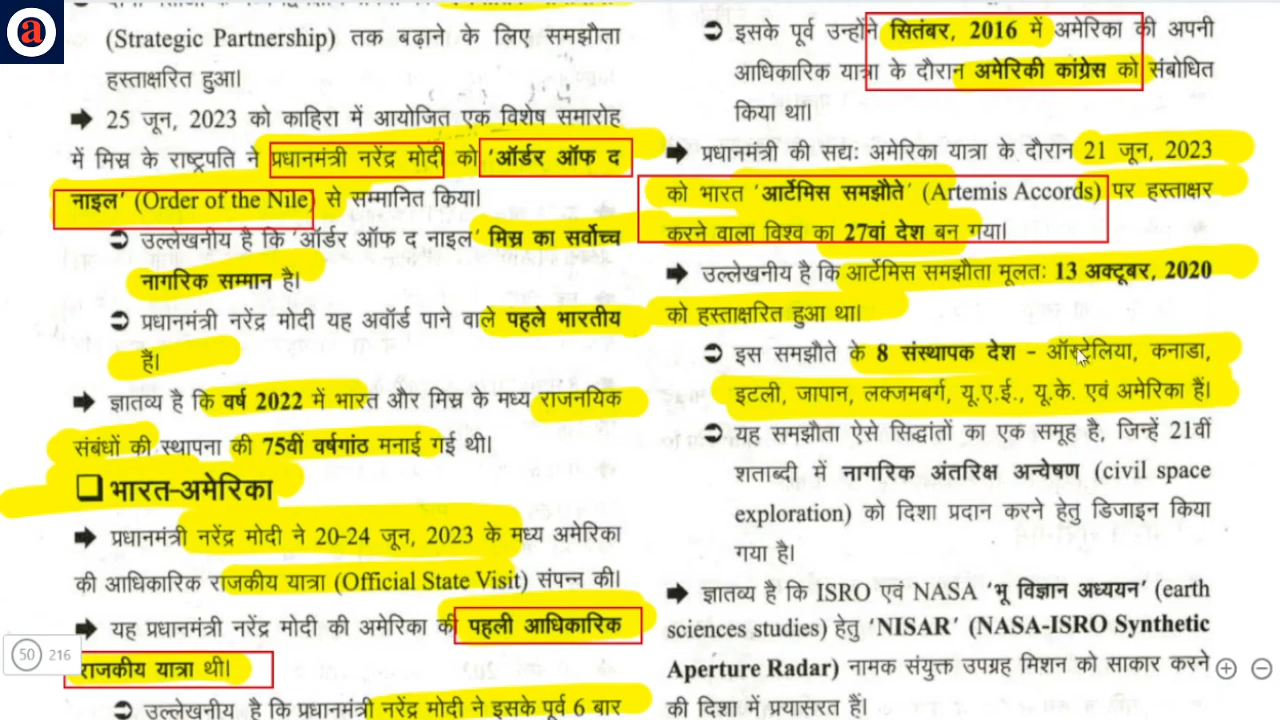 a
(Strategic Partnership) तक बढ़ाने के लिए समझौता
हस्ताक्षरित हुआ।
➡ 25 जून, 2023 को काहिरा में आयोजित एक विशेष समारोह
में मिस्र के राष्ट्रपति ने प्रधानमंत्री नरेंद्र मोदी को 'ऑर्डर ऑफ द
नाइल' (Order of the Nile) से सम्मानित किया।
➲ उल्लेखनीय है कि 'ऑर्डर ऑफ द नाइल' मिस्र का सर्वोच्च
नागरिक सम्मान है।
➲ प्रधानमंत्री नरेंद्र मोदी यह अवॉर्ड पाने वाले पहले भारतीय
हैं।
➡ ज्ञातव्य है कि वर्ष 2022 में भारत और मिस्र के मध्य राजनयिक
संबंधों की स्थापना की 75वीं वर्षगांठ मनाई गई थी।
❑ भारत-अमेरिका
➡ प्रधानमंत्री नरेंद्र मोदी ने 20-24 जून, 2023 के मध्य अमेरिका
की आधिकारिक राजकीय यात्रा (Official State Visit) संपन्न की।
➡ यह प्रधानमंत्री नरेंद्र मोदी की अमेरिका की पहली आधिकारिक
राजकीय यात्रा थी।
➲ उल्लेखनीय है कि प्रधानमंत्री नरेंद्र मोदी ने इसके पूर्व 6 बार
50 216
➲ इसके पूर्व उन्होंने सितंबर, 2016 में अमेरिका की अपनी
आधिकारिक यात्रा के दौरान अमेरिकी कांग्रेस को संबोधित
किया था।
➡ प्रधानमंत्री की सद्यः अमेरिका यात्रा के दौरान 21 जून, 2023
को भारत 'आर्टेमिस समझौते' (Artemis Accords) पर हस्ताक्षर
करने वाला विश्व का 27वां देश बन गया।
➡ उल्लेखनीय है कि आर्टेमिस समझौता मूलतः 13 अक्टूबर, 2020
को हस्ताक्षरित हुआ था।
➲ इस समझौते के 8 संस्थापक देश - ऑस्ट्रेलिया, कनाडा,
इटली, जापान, लक्जमबर्ग, यू.ए.ई., यू.के. एवं अमेरिका हैं।
➲ यह समझौता ऐसे सिद्धांतों का एक समूह है, जिन्हें 21वीं
शताब्दी में नागरिक अंतरिक्ष अन्वेषण (civil space
exploration) को दिशा प्रदान करने हेतु डिजाइन किया
गया है।
➡ ज्ञातव्य है कि ISRO एवं NASA 'भू विज्ञान अध्ययन' (earth
sciences studies) हेतु 'NISAR' (NASA-ISRO Synthetic
Aperture Radar) नामक संयुक्त उपग्रह मिशन को साकार करने
की दिशा में प्रयासरत हैं।